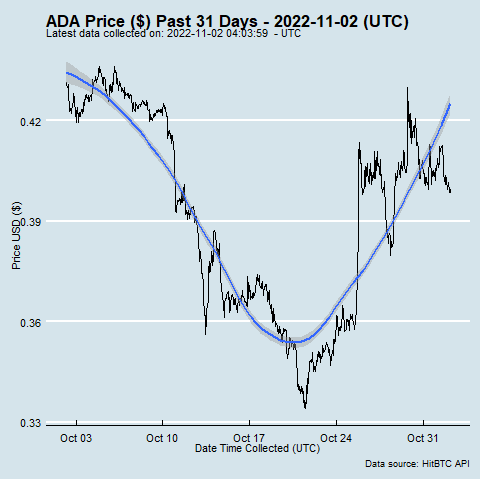 ADA Price ($) Past 31 Days - 2022-11-02 (UTC)
Latest data collected on: 2022-11-02 04:03:59 - UTC
0.42
0.39
0.36
0.33
Price USD ($)
Oct 03 Oct 10 Oct 17 Oct 24 Oct 31
Date Time Collected (UTC)
Data source: HitBTC API